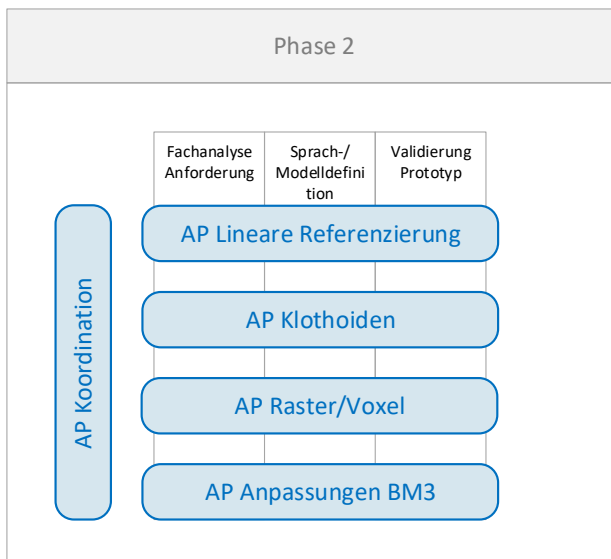 Phase 2
Fachanalyse
Anforderung
Sprach-/
Modelldefini
tion
Validierung
Prototyp
AP Koordination
AP Lineare Referenzierung
AP Klothoiden
AP Raster/Voxel
AP Anpassungen BM3